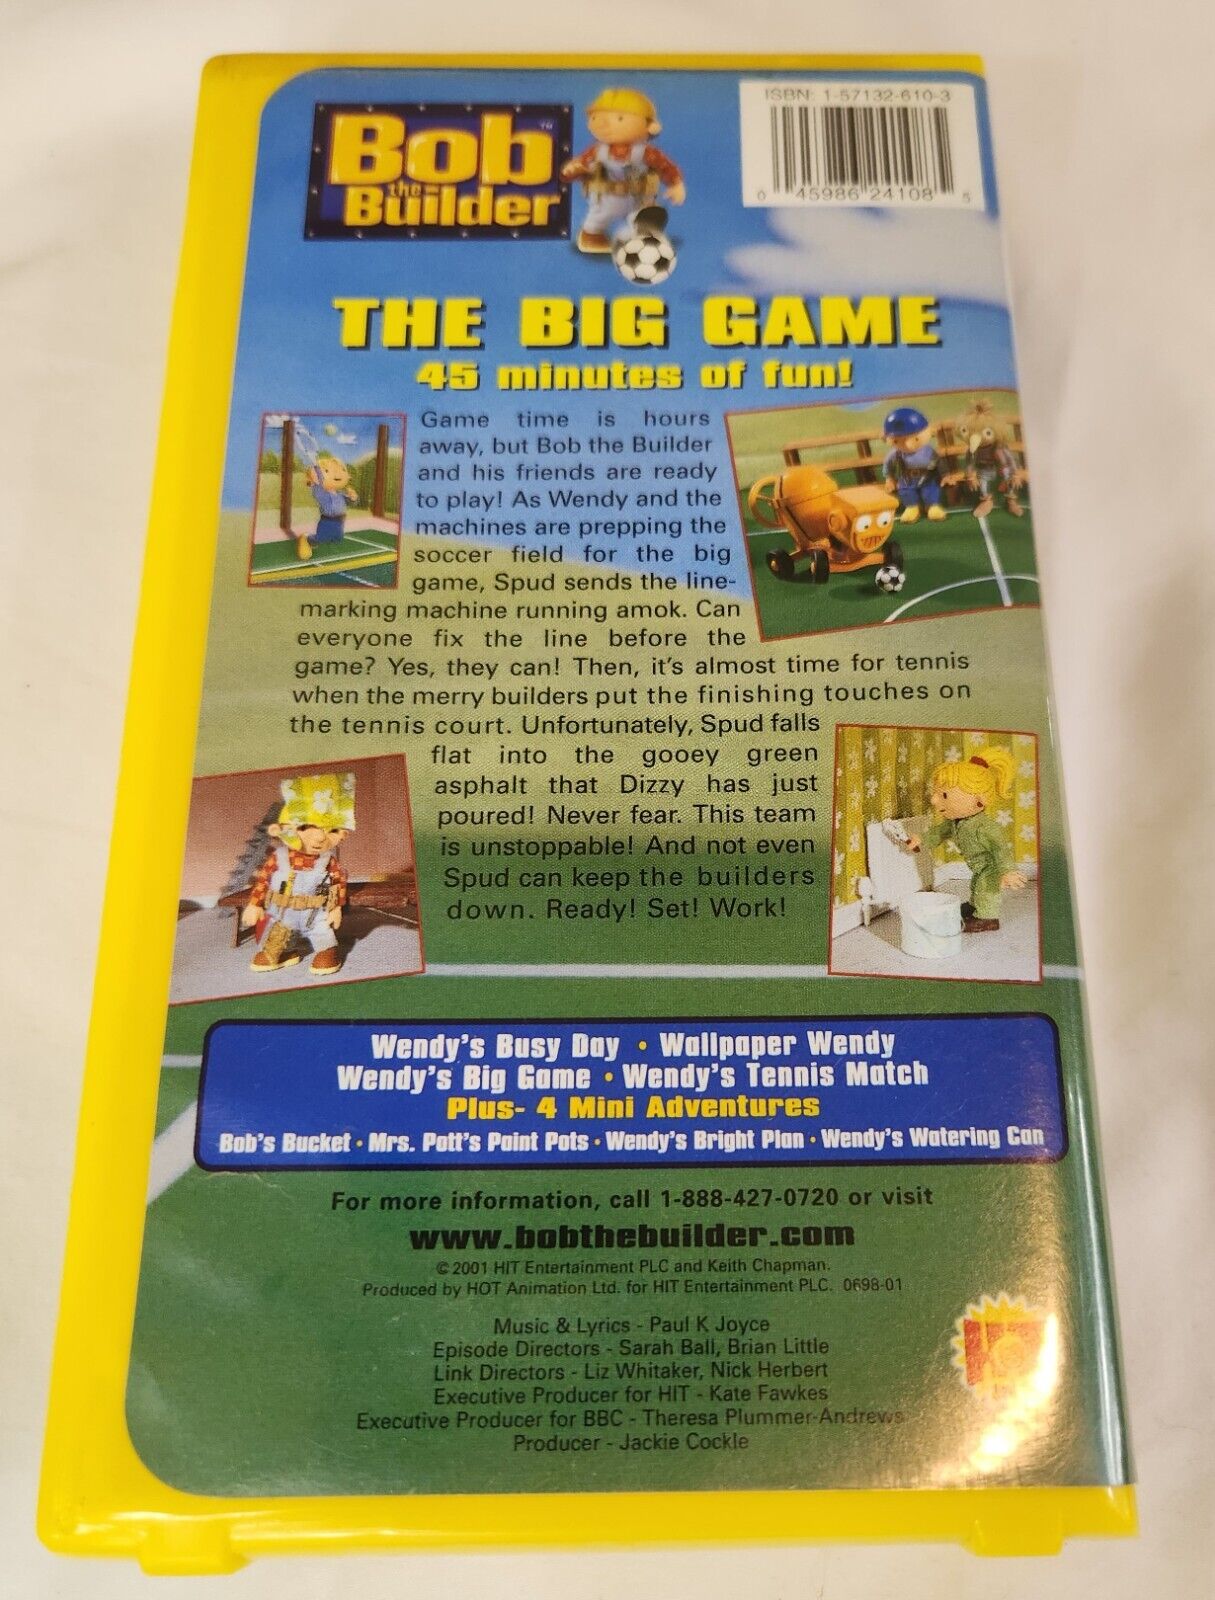 Bob
the
Builder
TM
ISBN: 1-57132-610-3
0 45986 24108 5
THE BIG GAME
45 minutes of fun!
Game time is hours
away, but Bob the Builder
and his friends are ready
to play! As Wendy and the
machines are prepping the
soccer field for the big
game, Spud sends the line-
marking machine running amok. Can
everyone fix the line before the
game? Yes, they can! Then, it's almost time for tennis
when the merry builders put the finishing touches on
the tennis court. Unfortunately, Spud falls
flat into the gooey green
asphalt that Dizzy has just
poured! Never fear. This team
is unstoppable! And not even
Spud can keep the builders
down. Ready! Set! Work!
Wendy's Busy Day • Wallpaper Wendy
Wendy's Big Game • Wendy's Tennis Match
Plus- 4 Mini Adventures
Bob's Bucket • Mrs. Pott's Paint Pots • Wendy's Bright Plan • Wendy's Watering Can
For more information, call 1-888-427-0720 or visit
www.bobthebuilder.com
© 2001 HIT Entertainment PLC and Keith Chapman.
Produced by HOT Animation Ltd. for HIT Entertainment PLC. 0698-01
Music & Lyrics - Paul K Joyce
Episode Directors - Sarah Ball, Brian Little
Link Directors - Liz Whitaker, Nick Herbert
Executive Producer for HIT - Kate Fawkes
Executive Producer for BBC - Theresa Plummer-Andrews
Producer - Jackie Cockle